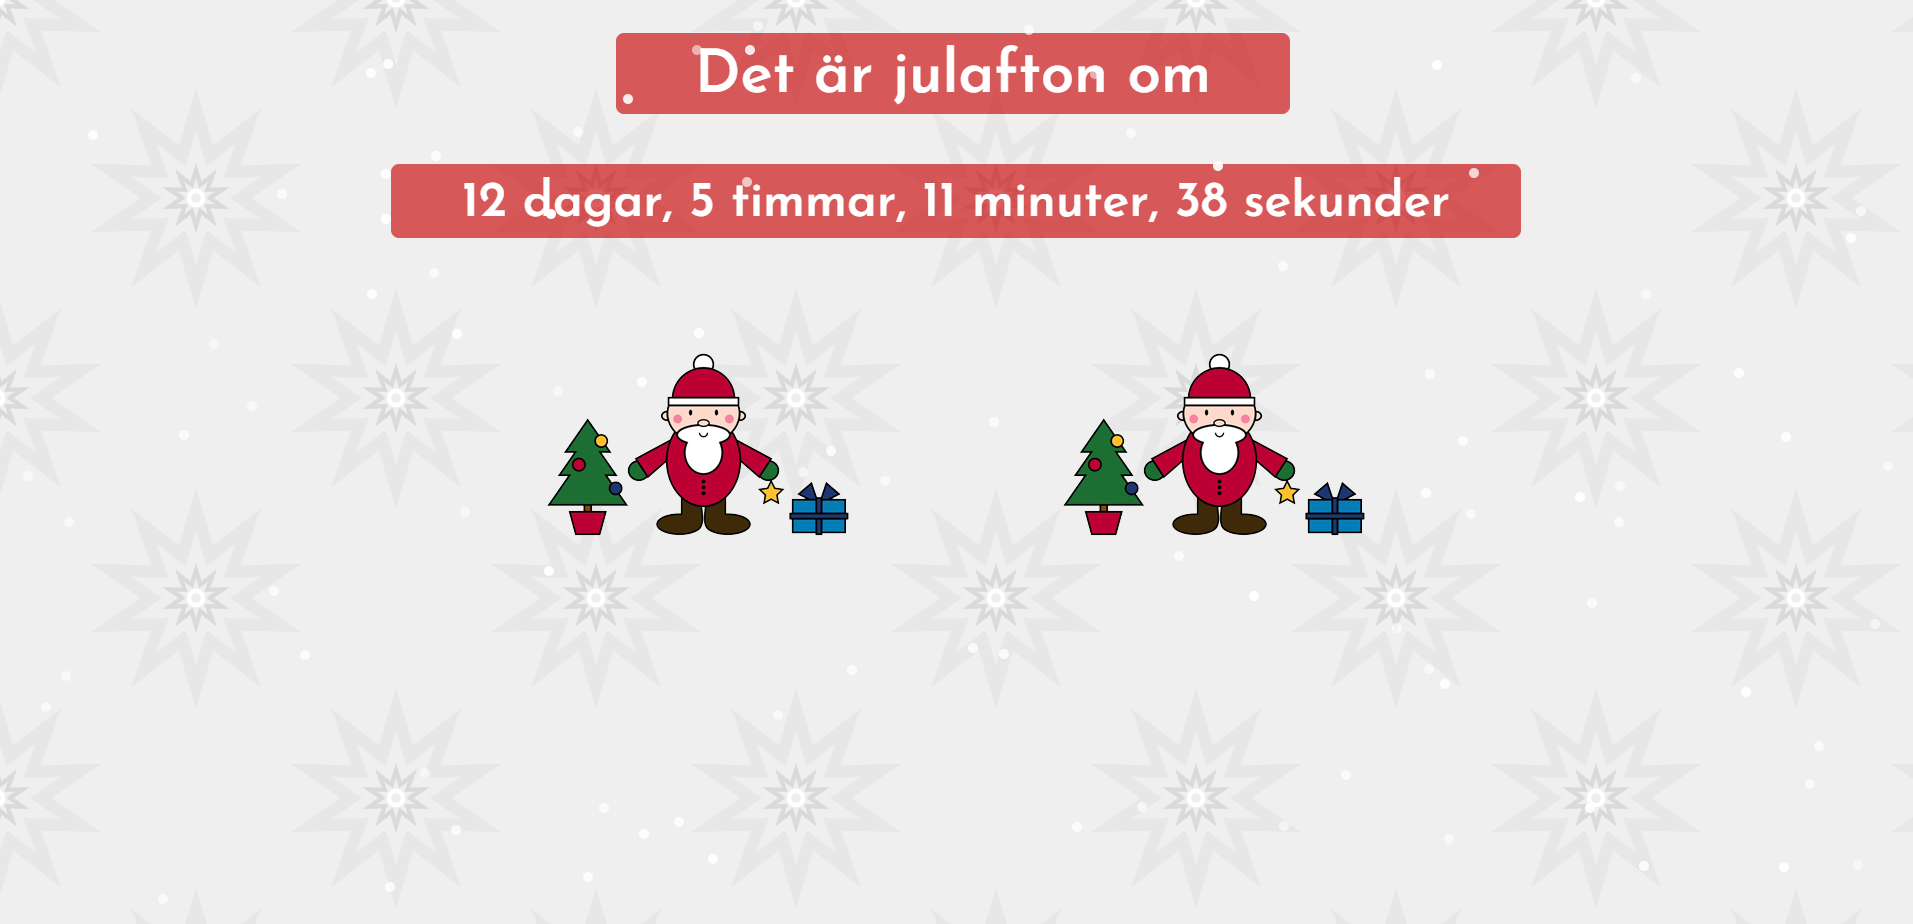 Det är julafton om
12 dagar, 5 timmar, 11 minuter, 38 sekunder